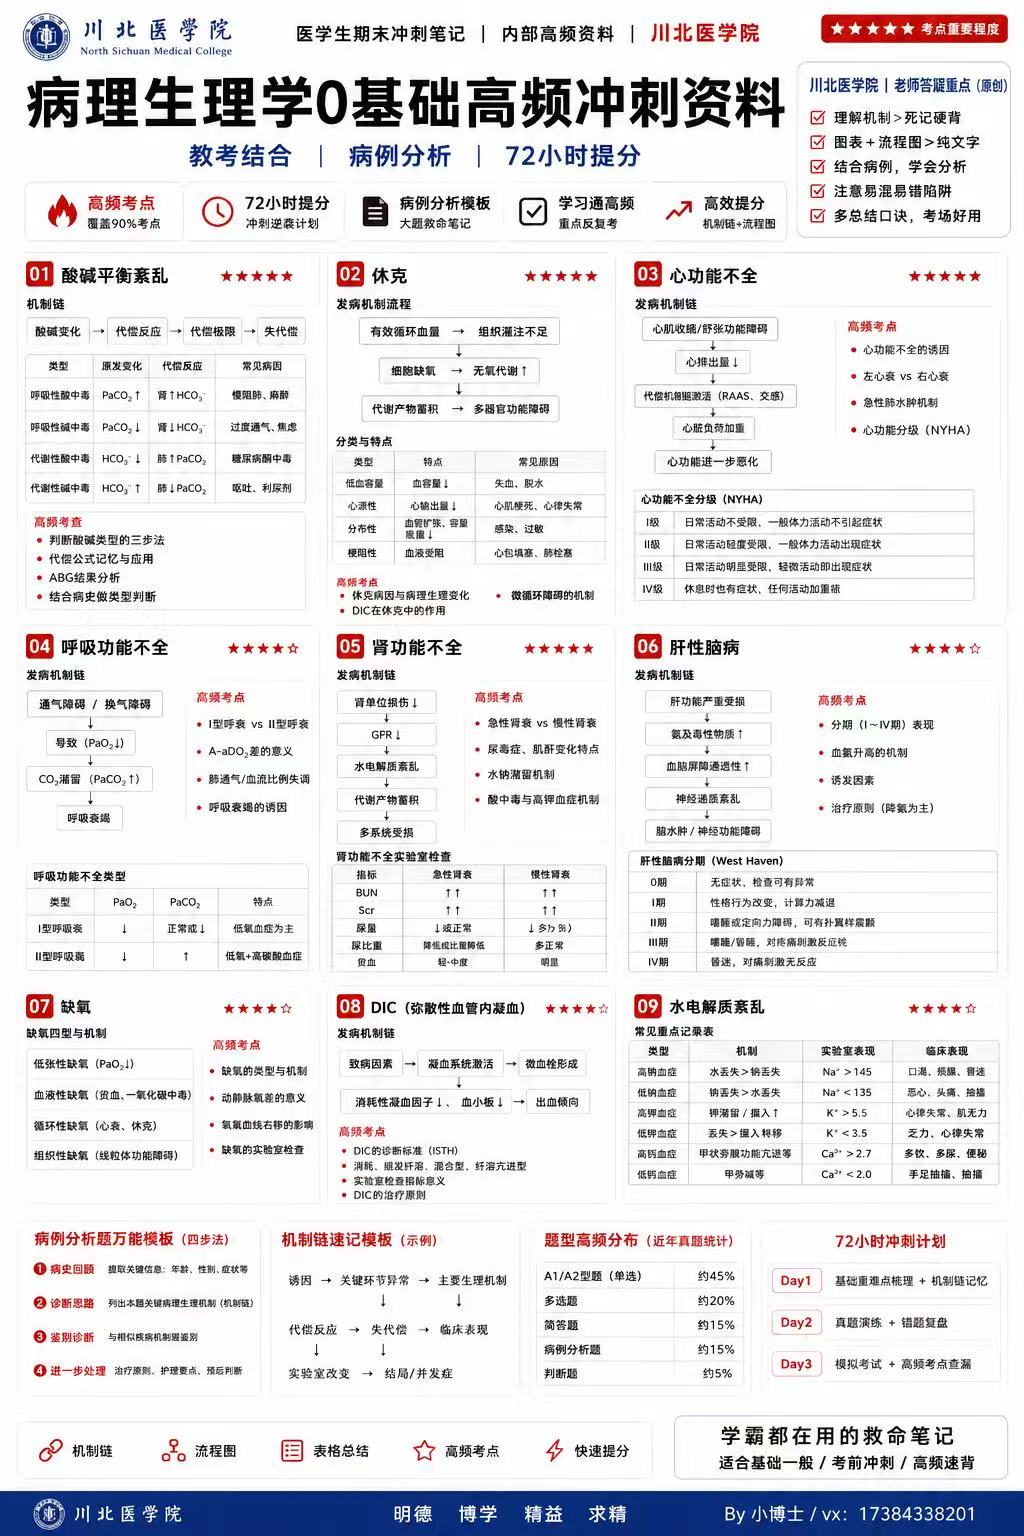 川北医学院
North Sichuan Medical College
医学生期末冲刺笔记 | 内部高频资料 | 川北医学院
★★★★★ 考点重要程度
病理生理学0基础高频冲刺资料
教考结合 | 病例分析 | 72小时提分
川北医学院 | 老师答疑重点 (原创)
理解机制>死记硬背
图表+流程图>纯文字
结合病例，学会分析
注意易混易错陷阱
多总结口诀，考场好用
高频考点
覆盖90%考点
72小时提分
冲刺逆袭计划
病例分析模板
大题救命笔记
学习通高频
重点反复考
高效提分
机制链+流程图
01 酸碱平衡紊乱 ★★★★★
机制链
酸碱变化 → 代偿反应 → 代偿极限 → 失代偿
类型 原发变化 代偿反应 常见病因
呼吸性酸中毒 PaCO₂↑ 肾↑HCO₃⁻ 慢阻肺、麻醉
呼吸性碱中毒 PaCO₂↓ 肾↓HCO₃⁻ 过度通气、焦虑
代谢性酸中毒 HCO₃⁻↓ 肺↑PaCO₂ 糖尿病酮中毒
代谢性碱中毒 HCO₃⁻↑ 肺↓PaCO₂ 呕吐、利尿剂
高频考查
• 判断酸碱类型的三步法
• 代偿公式记忆与应用
• ABG结果分析
• 结合病史做类型判断
02 休克 ★★★★★
发病机制流程
有效循环血量 → 组织灌注不足
↓
细胞缺氧 → 无氧代谢↑
↓
代谢产物蓄积 → 多器官功能障碍
分类与特点
类型 特点 常见原因
低血容量 血容量↓ 失血、脱水
心源性 心输出量↓ 心肌梗死、心律失常
分布性 血管扩张、容量 感染、过敏
梗阻性 血液受阻 心包填塞、肺栓塞
高频考点
• 休克病因与病理生理变化 • 微循环障碍的机制
• DIC在休克中的作用
03 心功能不全 ★★★★★
发病机制链
心肌收缩/舒张功能障碍
↓
心排出量↓
↓
代偿机制激活（RAAS、交感）
↓
心脏负荷加重
↓
心功能进一步恶化
高频考点
• 心功能不全的诱因
• 左心衰 vs 右心衰
• 急性肺水肿机制
• 心功能分级（NYHA）
心功能不全分级（NYHA）
I级 日常活动不受限、一般体力活动不引起症状
II级 日常活动轻度受限、一般体力活动出现症状
III级 日常活动明显受限、轻微活动即出现症状
IV级 休息时也有症状，任何活动加重
04 呼吸功能不全 ★★★★☆
发病机制链
通气障碍 / 换气障碍
↓
导致（PaO₂↓）
↓
CO₂潴留（PaCO₂↑）
↓
呼吸衰竭
高频考点
• I型呼衰 vs II型呼衰
• A-aDO₂差的意义
• 肺通气/血流比例失调
• 呼吸衰竭的诱因
呼吸功能不全类型
类型 PaO₂ PaCO₂ 特点
I型呼吸衰 ↓ 正常或↓ 低氧血症为主
II型呼吸衰 ↓ ↑ 低氧+高碳酸血症
05 肾功能不全 ★★★★★
发病机制链
肾单位损伤↓
↓
GPR↓
↓
水电解质紊乱
↓
代谢产物蓄积
↓
多系统受损
高频考点
• 急性肾衰 vs 慢性肾衰
• 尿毒症、肌酐变化特点
• 水钠潴留机制
• 酸中毒与高钾血症机制
肾功能不全实验室检查
指标 急性肾衰 慢性肾衰
BUN ↑↑ ↑↑
Scr ↑↑ ↑↑
尿量 ↓或正常 ↓
尿比重 多正常
贫血 轻-中度 明显
06 肝性脑病 ★★★★☆
发病机制链
肝功能严重受损
↓
氨及毒性物质↑
↓
血脑屏障通透性↑
↓
神经递质紊乱
↓
脑水肿 / 神经功能障碍
高频考点
• 分期（I～IV期）表现
• 血氨升高的机制
• 诱发因素
• 治疗原则（降氨为主）
肝性脑病分期（West Haven）
0期 无症状、检查可有异常
I期 性格行为改变，计算力减退
II期 嗜睡或定向力障碍，可有扑翼样震颤
III期 嗜睡/昏睡，对疼痛刺激反应
IV期 昏迷，对痛刺激无反应
07 缺氧 ★★★★☆
缺氧四型与机制
低张性缺氧（PaO₂↓）
血液性缺氧（贫血、一氧化碳中毒）
循环性缺氧（心衰、休克）
组织性缺氧（线粒体功能障碍）
高频考点
• 缺氧的类型与机制
• 动静脉氧差的意义
• 氧氧血线右移的影响
• 缺氧的实验室检查
08 DIC（弥散性血管内凝血） ★★★★☆
发病机制链
致病因素 → 凝血系统激活 → 微血栓形成
↓
消耗性凝血因子↓、血小板↓ → 出血倾向
高频考点
• DIC的诊断标准（ISTH）
• 消耗、继发纤溶、混合型、纤溶亢进型
• 实验室检查指标意义
• DIC的治疗原则
09 水电解质紊乱 ★★★★☆
常见重点记录表
类型 机制 实验室表现 临床表现
高钠血症 水丢失>钠丢失 Na⁺ >145 口渴、烦躁、昏迷
低钠血症 钠丢失>水丢失 Na⁺ <135 恶心、头痛、抽搐
高钾血症 钾潴留 / 摄入↑ K⁺ >5.5 心律失常、肌无力
低钾血症 丢失>摄入 转移 K⁺ <3.5 乏力、心律失常
高钙血症 甲状旁腺功能亢进等 Ca²⁺ >2.7 多饮、多尿、便秘
低钙血症 甲旁减等 Ca²⁺ <2.0 手足抽搐、抽搐
病例分析题万能模板（四步法）
1 病史回顾 提取关键信息：年龄、性别、症状等
2 诊断思路 列出本题关键病理生理机制（机制链）
3 鉴别诊断 与相似疾病机制鉴别
4 进一步处理 治疗原则、护理要点、预后判断
机制链速记模板（示例）
诱因 → 关键环节异常 → 主要生理机制
↓ ↓
代偿反应 → 失代偿 → 临床表现
↓ ↓
实验室改变 → 结局/并发症
题型高频分布（近年真题统计）
A1/A2型题（单选） 约45%
多选题 约20%
简答题 约15%
病例分析题 约15%
判断题 约5%
72小时冲刺计划
Day1 基础重难点梳理 + 机制链记忆
Day2 真题演练 + 错题复盘
Day3 模拟考试 + 高频考点查漏
机制链 流程图 表格总结 高频考点 快速提分
学霸都在用的救命笔记
适合基础一般 / 考前冲刺 / 高频速背
川北医学院
明德 博学 精益 求精
By 小博士 / vx：17384338201